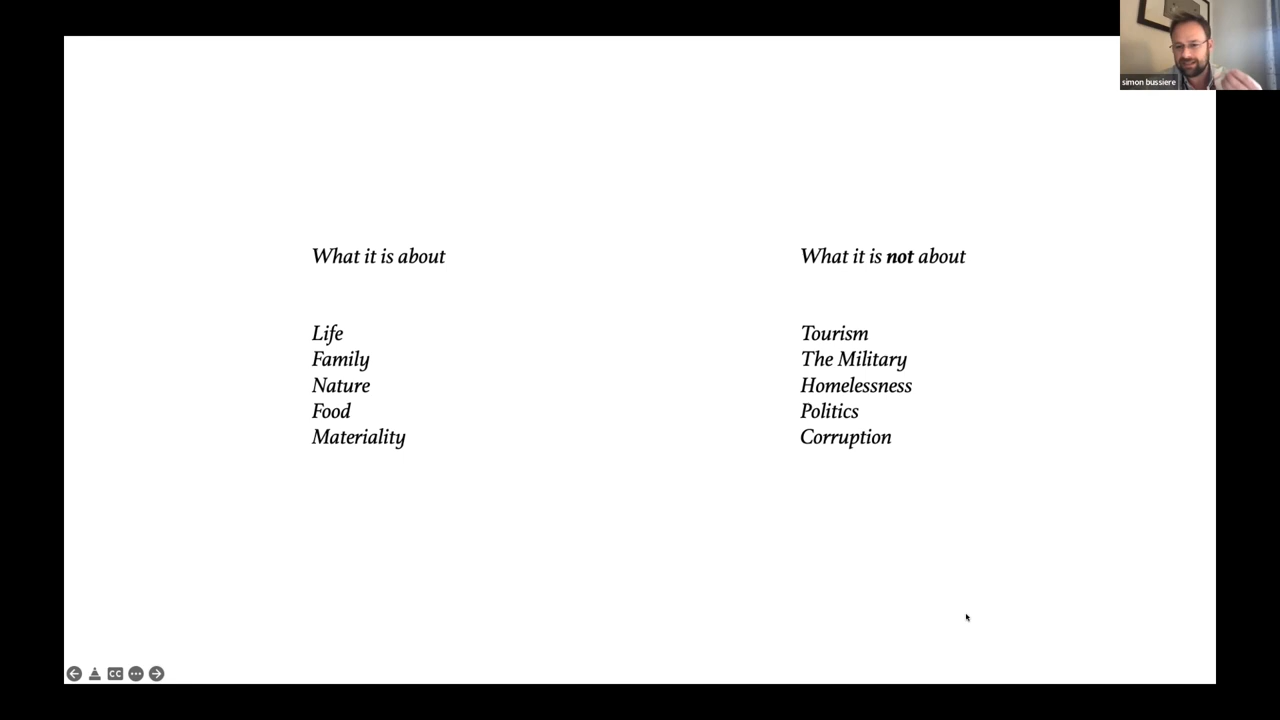 simon bussiere
What it is about
Life
Family
Nature
Food
Materiality
What it is not about
Tourism
The Military
Homelessness
Politics
Corruption
CC